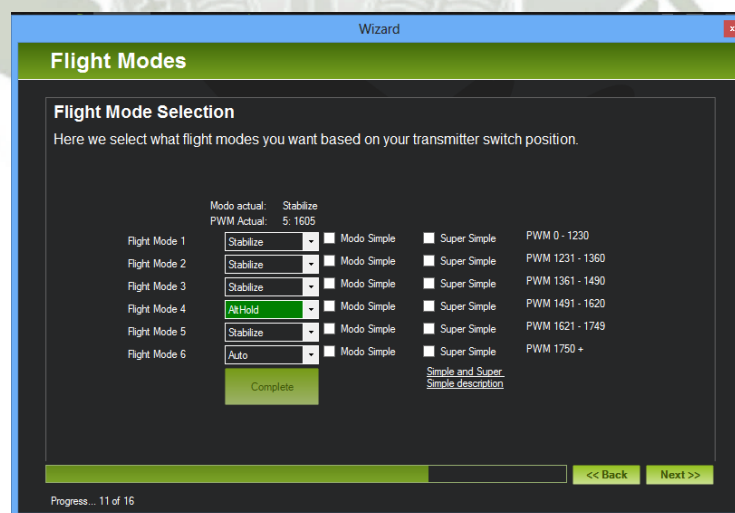 Wizard
x
Flight Modes
Flight Mode Selection
Here we select what flight modes you want based on your transmitter switch position.
Modo actual: Stabilize
PWM Actual: 5: 1605
Flight Mode 1 Stabilize Modo Simple Super Simple PWM 0 - 1230
Flight Mode 2 Stabilize Modo Simple Super Simple PWM 1231 - 1360
Flight Mode 3 Stabilize Modo Simple Super Simple PWM 1361 - 1490
Flight Mode 4 AltHold Modo Simple Super Simple PWM 1491 - 1620
Flight Mode 5 Stabilize Modo Simple Super Simple PWM 1621 - 1749
Flight Mode 6 Auto Modo Simple Super Simple PWM 1750 +
Complete
Simple and Super
Simple description
<< Back Next >>
Progress... 11 of 16